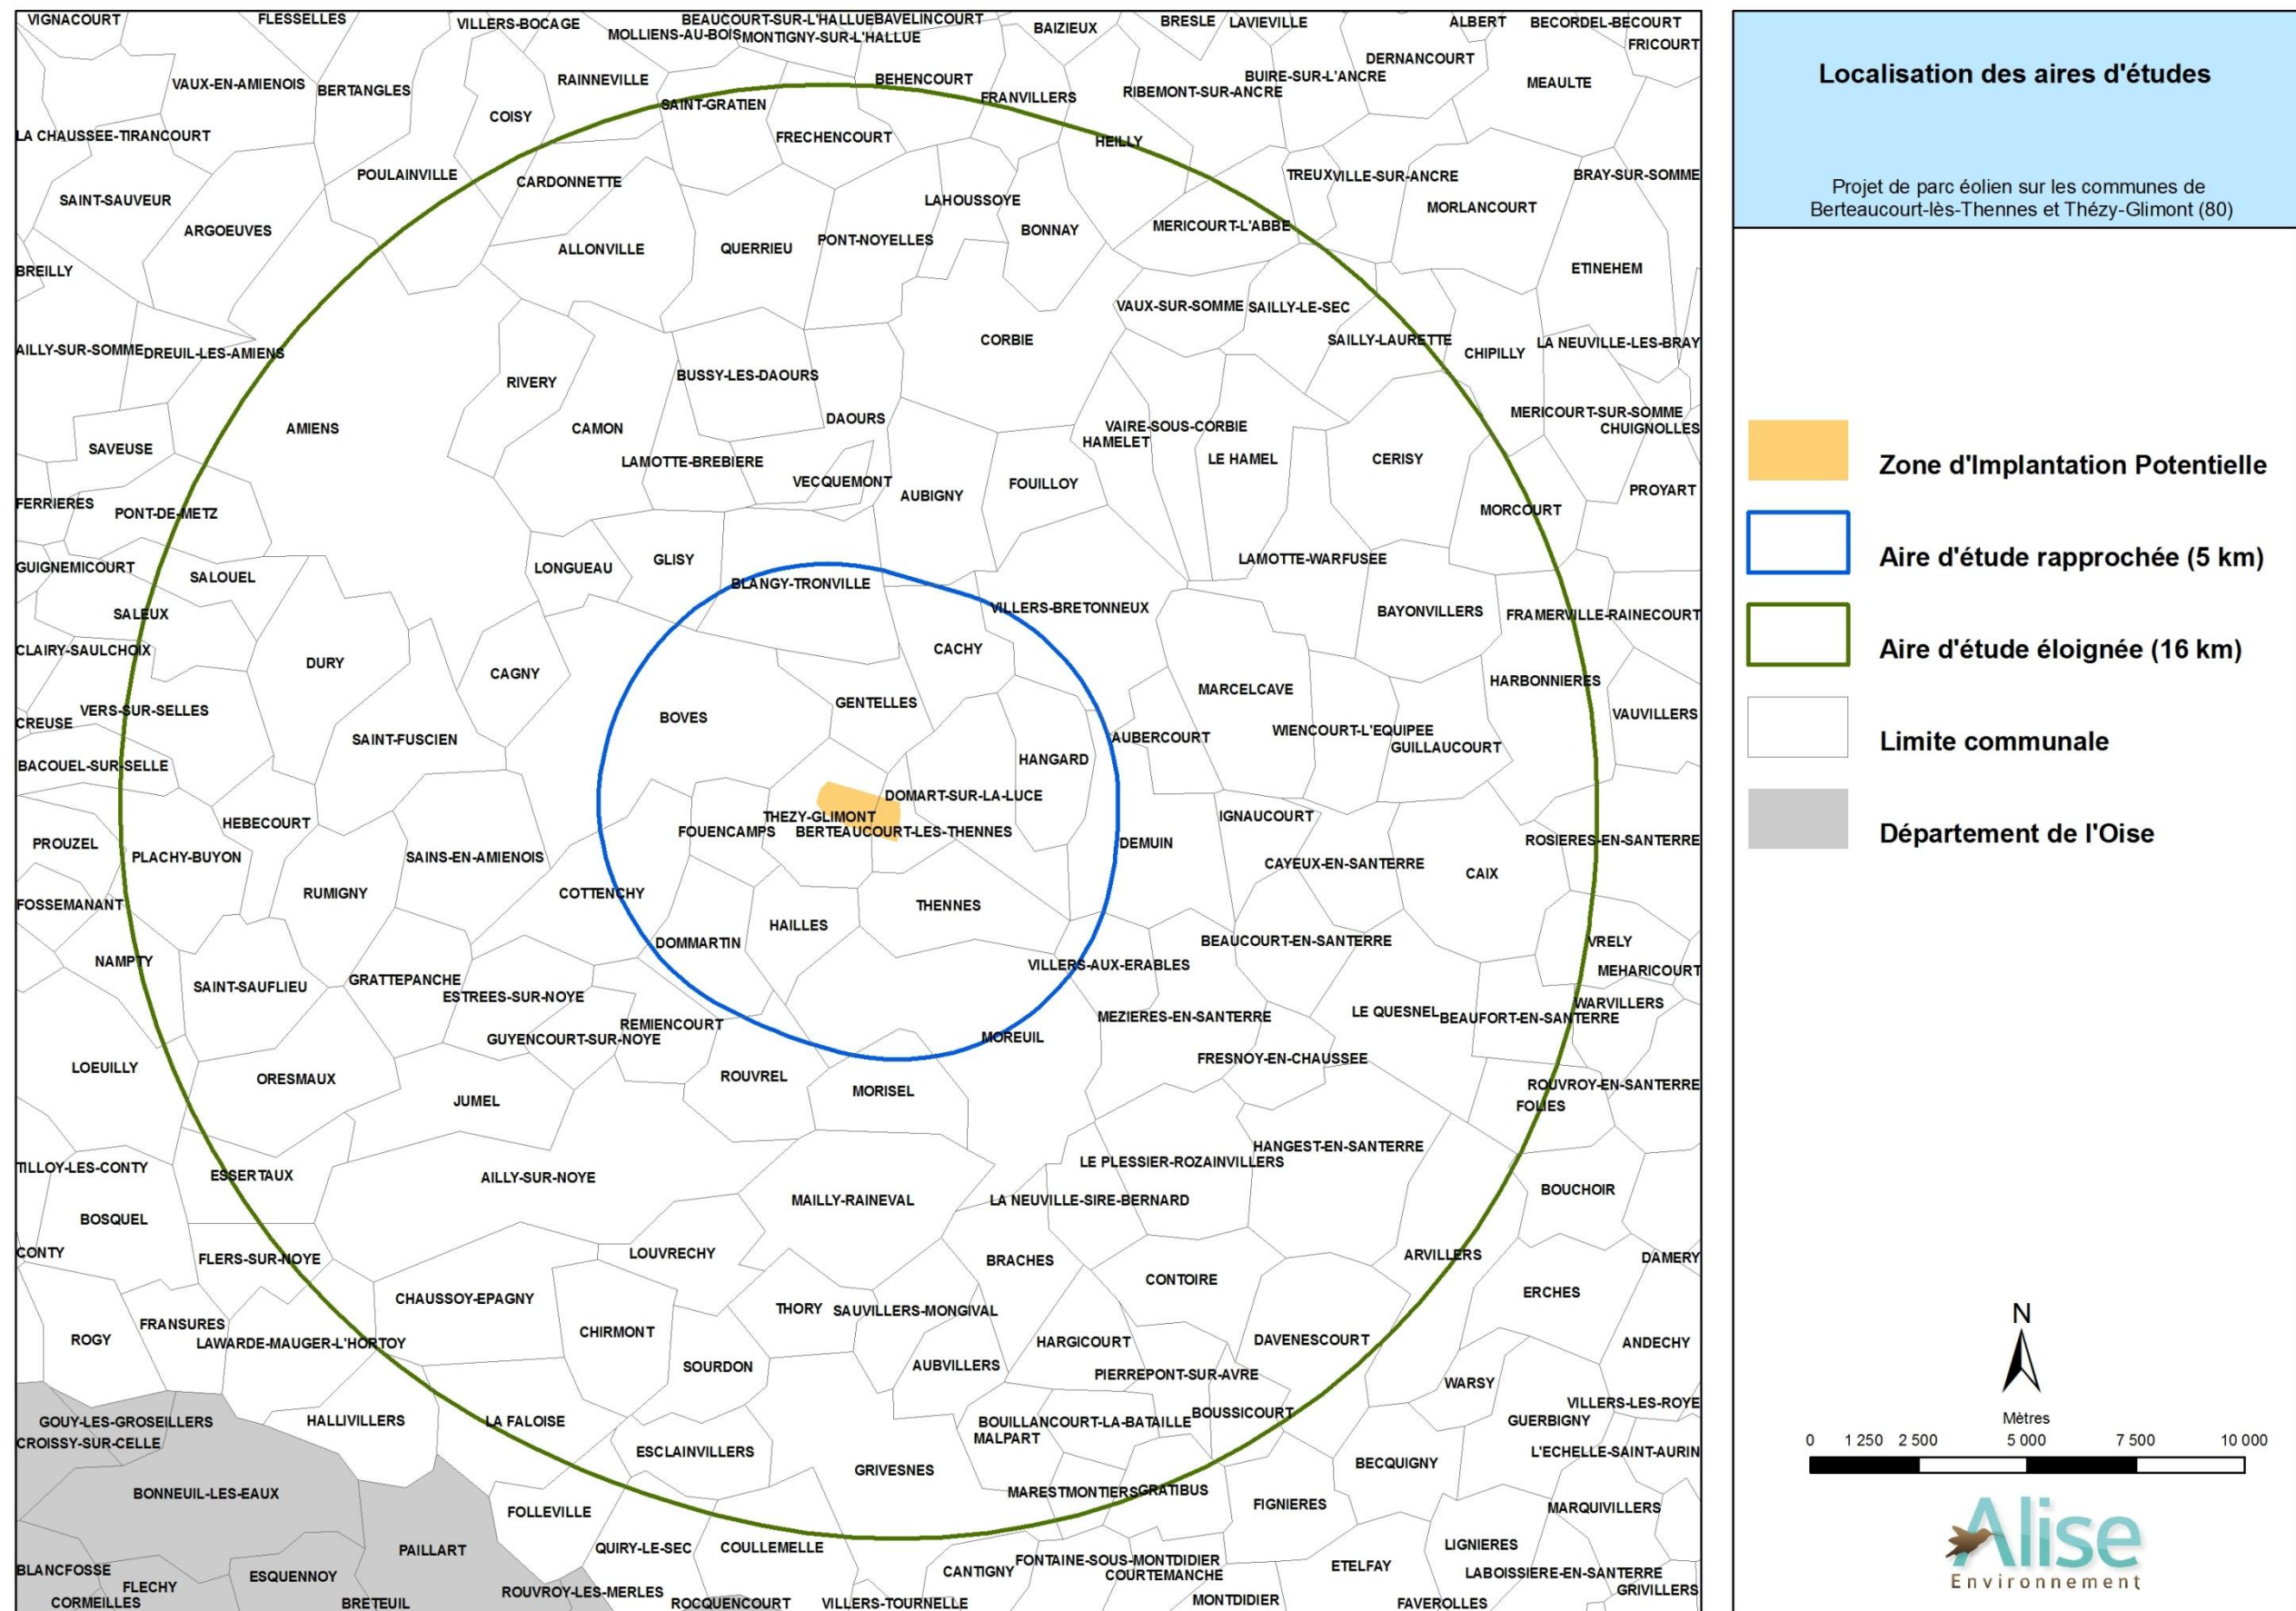 VIGNACOURT
FLESSELLES
VILLERS-BOCAGE
BEAUCOURT-SUR-L'HALLUE
BAVELINCOURT
MOLLIENS-AU-BOIS
MONTIGNY-SUR-L'HALLUE
BAIZIEUX
BRESLE
LAVIEVILLE
ALBERT
BECORDEL-BECOURT
FRICOURT
VAUX-EN-AMIENOIS
BERTANGLES
RAINNEVILLE
BEHENCOURT
FRANVILLERS
RIBEMONT-SUR-ANCRE
BUIRE-SUR-L'ANCRE
DERNANCOURT
MEAULTE
COISY
SAINT-GRATIEN
LA CHAUSSEE-TIRANCOURT
FRECHENCOURT
HEILLY
POULAINVILLE
CARDONNETTE
TREUX
VILLE-SUR-ANCRE
BRAY-SUR-SOMME
SAINT-SAUVEUR
LAHOUSSOYE
MORLANCOURT
ARGOEUVES
ALLONVILLE
QUERRIEU
PONT-NOYELLES
BONNAY
MERICOURT-L'ABBE
BREILLY
ETINEHEM
VAUX-SUR-SOMME
SAILLY-LE-SEC
AILLY-SUR-SOMME
DREUIL-LES-AMIENS
CORBIE
SAILLY-LAURETTE
CHIPILLY
LA NEUVILLE-LES-BRAY
RIVERY
BUSSY-LES-DAOURS
AMIENS
CAMON
DAOURS
VAIRE-SOUS-CORBIE
HAMELET
MERICOURT-SUR-SOMME
CHUIGNOLLES
SAVEUSE
LAMOTTE-BREBIERE
LE HAMEL
CERISY
VECQUEMONT
AUBIGNY
FOUILLOY
PROYART
FERRIERES
PONT-DE-METZ
MORCOURT
GUIGNEMICOURT
SALOUEL
LONGUEAU
GLISY
BLANGY-TRONVILLE
LAMOTTE-WARFUSEE
SALEUX
VILLERS-BRETONNEUX
BAYONVILLERS
FRAMERVILLE-RAINECOURT
CLAIRY-SAULCHOIX
DURY
CAGNY
CACHY
MARCELCAVE
HARBONNIERES
CREUSE
VERS-SUR-SELLES
SAINT-FUSCIEN
BOVES
GENTELLES
AUBERCOURT
WIENCOURT-L'EQUIPEE
GUILLAUCOURT
VAUVILLERS
BACOUEL-SUR-SELLE
HANGARD
DOMART-SUR-LA-LUCE
THEZY-GLIMONT
FOUENCAMPS
BERTEAUCOURT-LES-THENNES
HEBECOURT
IGNAUCOURT
PROUZEL
PLACHY-BUYON
SAINS-EN-AMIENOIS
DEMUIN
CAYEUX-EN-SANTERRE
CAIX
ROSIERES-EN-SANTERRE
FOSSEMANANT
RUMIGNY
COTTENCHY
HAILLES
THENNES
NAMPTY
DOMMARTIN
BEAUCOURT-EN-SANTERRE
VRELY
SAINT-SAUFLIEU
GRATTEPANCHE
ESTREES-SUR-NOYE
VILLERS-AUX-ERABLES
MEHARICOURT
REMIENCOURT
GUYENCOURT-SUR-NOYE
MOREUIL
MEZIERES-EN-SANTERRE
LE QUESNEL
BEAUFORT-EN-SANTERRE
WARVILLERS
LOEUILLY
ORESMAUX
JUMEL
ROUVREL
MORISEL
FRESNOY-EN-CHAUSSEE
ROUVROY-EN-SANTERRE
FOLIES
TILLOY-LES-CONTY
ESSERTAUX
AILLY-SUR-NOYE
HANGEST-EN-SANTERRE
LE PLESSIER-ROZAINVILLERS
BOSQUEL
MAILLY-RAINEVAL
LA NEUVILLE-SIRE-BERNARD
BOUCHOIR
CONTY
FLERS-SUR-NOYE
LOUVRECHY
BRACHES
CONTOIRE
ARVILLERS
DAMERY
FRANSURES
CHAUSSOY-EPAGNY
THORY
SAUVILLERS-MONGIVAL
ERCHES
ROGY
LAWARDE-MAUGER-L'HORTOY
CHIRMONT
SOURDON
AUBVILLERS
HARGICOURT
DAVENESCOURT
ANDECHY
PIERREPONT-SUR-AVRE
WARSY
VILLERS-LES-ROYE
GOUY-LES-GROSEILLERS
CROISSY-SUR-CELLE
HALLIVILLERS
LA FALOISE
ESCLAINVILLERS
BOUILLANCOURT-LA-BATAILLE
MALPART
BOUSSICOURT
GUERBIGNY
L'ECHELLE-SAINT-AURIN
BONNEUIL-LES-EAUX
GRIVESNES
BECQUIGNY
FOLLEVILLE
MARESTMONTIERS
GRATIBUS
FIGNIERES
MARQUIVILLERS
PAILLART
QUIRY-LE-SEC
COULLEMELLE
LIGNIERES
BLANCFOSSE
FLECHY
CORMEILLES
ESQUENNOY
BRETEUIL
ROUVROY-LES-MERLES
ROCQUENCOURT
VILLERS-TOURNELLE
CANTIGNY
FONTAINE-SOUS-MONTDIDIER
COURTEMANCHE
MONTDIDIER
ETELFAY
FAVEROLLES
LABOISSIERE-EN-SANTERRE
GRIVILLERS
Localisation des aires d'études
Projet de parc éolien sur les communes de
Berteaucourt-lès-Thennes et Thézy-Glimont (80)
Zone d'Implantation Potentielle
Aire d'étude rapprochée (5 km)
Aire d'étude éloignée (16 km)
Limite communale
Département de l'Oise
N
Mètres
0 1 250 2 500 5 000 7 500 10 000
Alise
Environnement